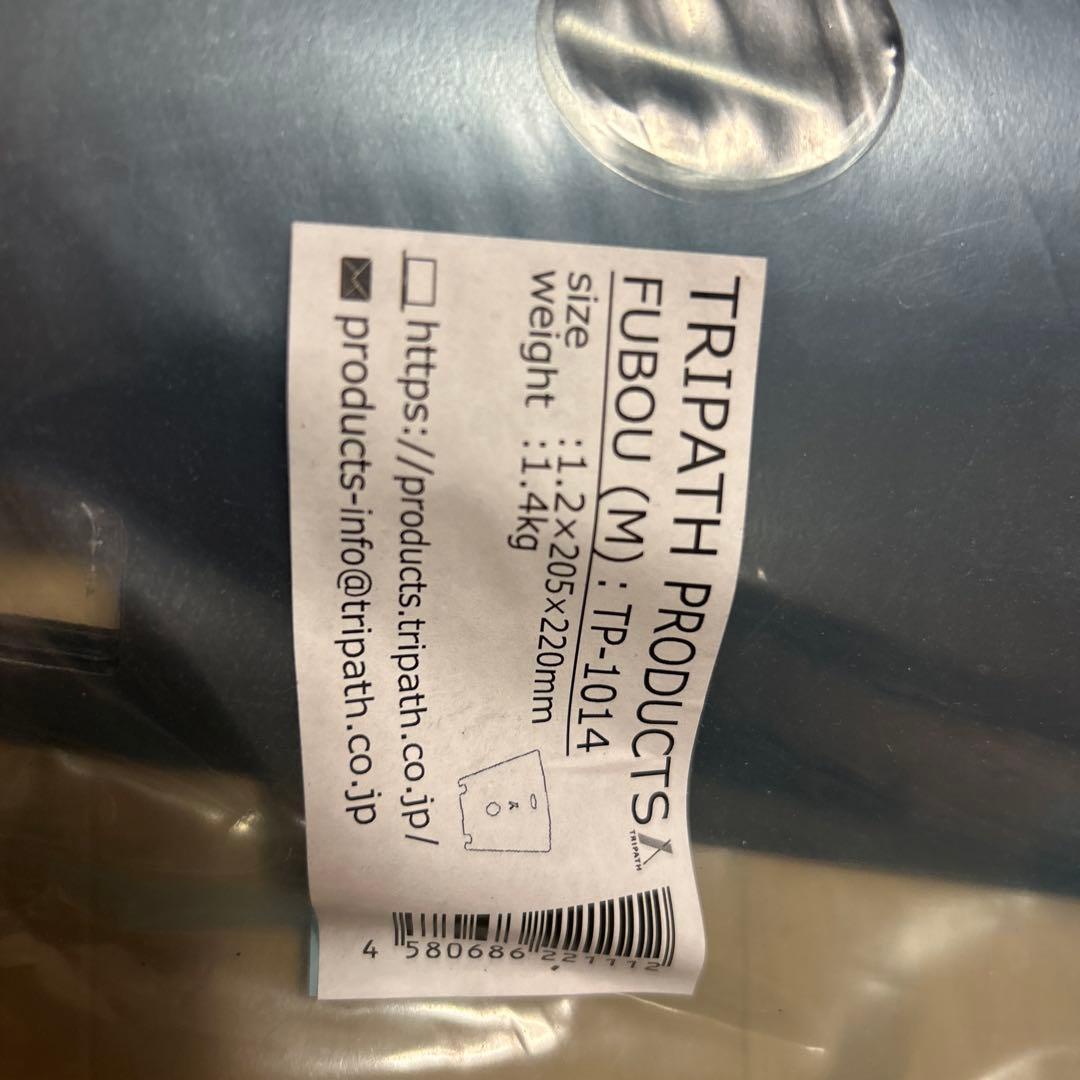 TRIPATH PRODUCTS
TRIPATH
FUBOU (M) : TP-1014
size :1.2×205×220mm
weight :1.4kg
https://products.tripath.co.jp/
products-info@tripath.co.jp
4 580686